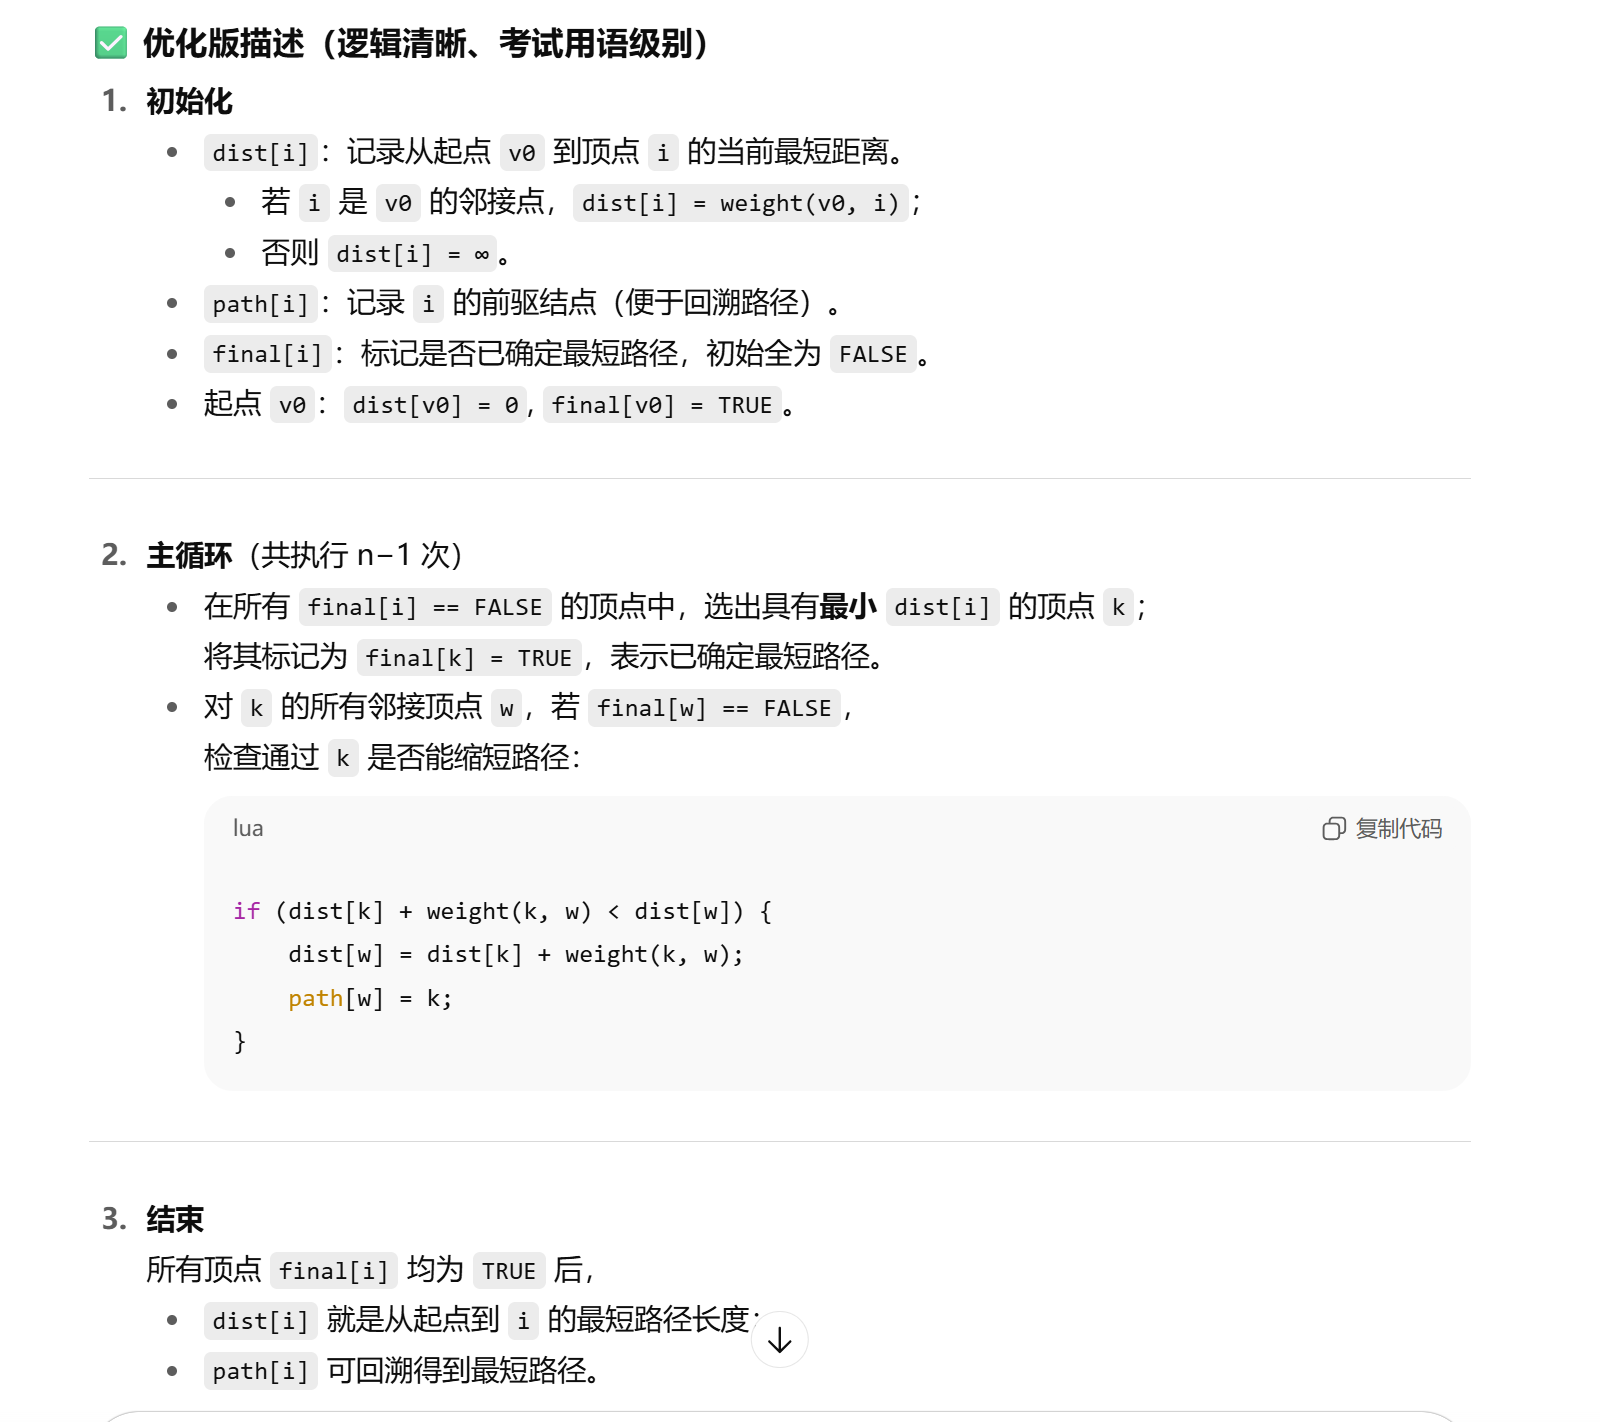 ✅ 优化版描述（逻辑清晰、考试用语级别）
1. 初始化
• dist[i]：记录从起点 v0 到顶点 i 的当前最短距离。
• 若 i 是 v0 的邻接点，dist[i] = weight(v0, i)；
• 否则 dist[i] = ∞。
• path[i]：记录 i 的前驱结点（便于回溯路径）。
• final[i]：标记是否已确定最短路径，初始全为 FALSE。
• 起点 v0：dist[v0] = 0, final[v0] = TRUE。
2. 主循环（共执行 n−1 次）
• 在所有 final[i] == FALSE 的顶点中，选出具有最小 dist[i] 的顶点 k；
将其标记为 final[k] = TRUE，表示已确定最短路径。
• 对 k 的所有邻接顶点 w，若 final[w] == FALSE，
检查通过 k 是否能缩短路径：
lua 复制代码
if (dist[k] + weight(k, w) < dist[w]) {
    dist[w] = dist[k] + weight(k, w);
    path[w] = k;
}
3. 结束
所有顶点 final[i] 均为 TRUE 后，
• dist[i] 就是从起点到 i 的最短路径长度；
• path[i] 可回溯得到最短路径。